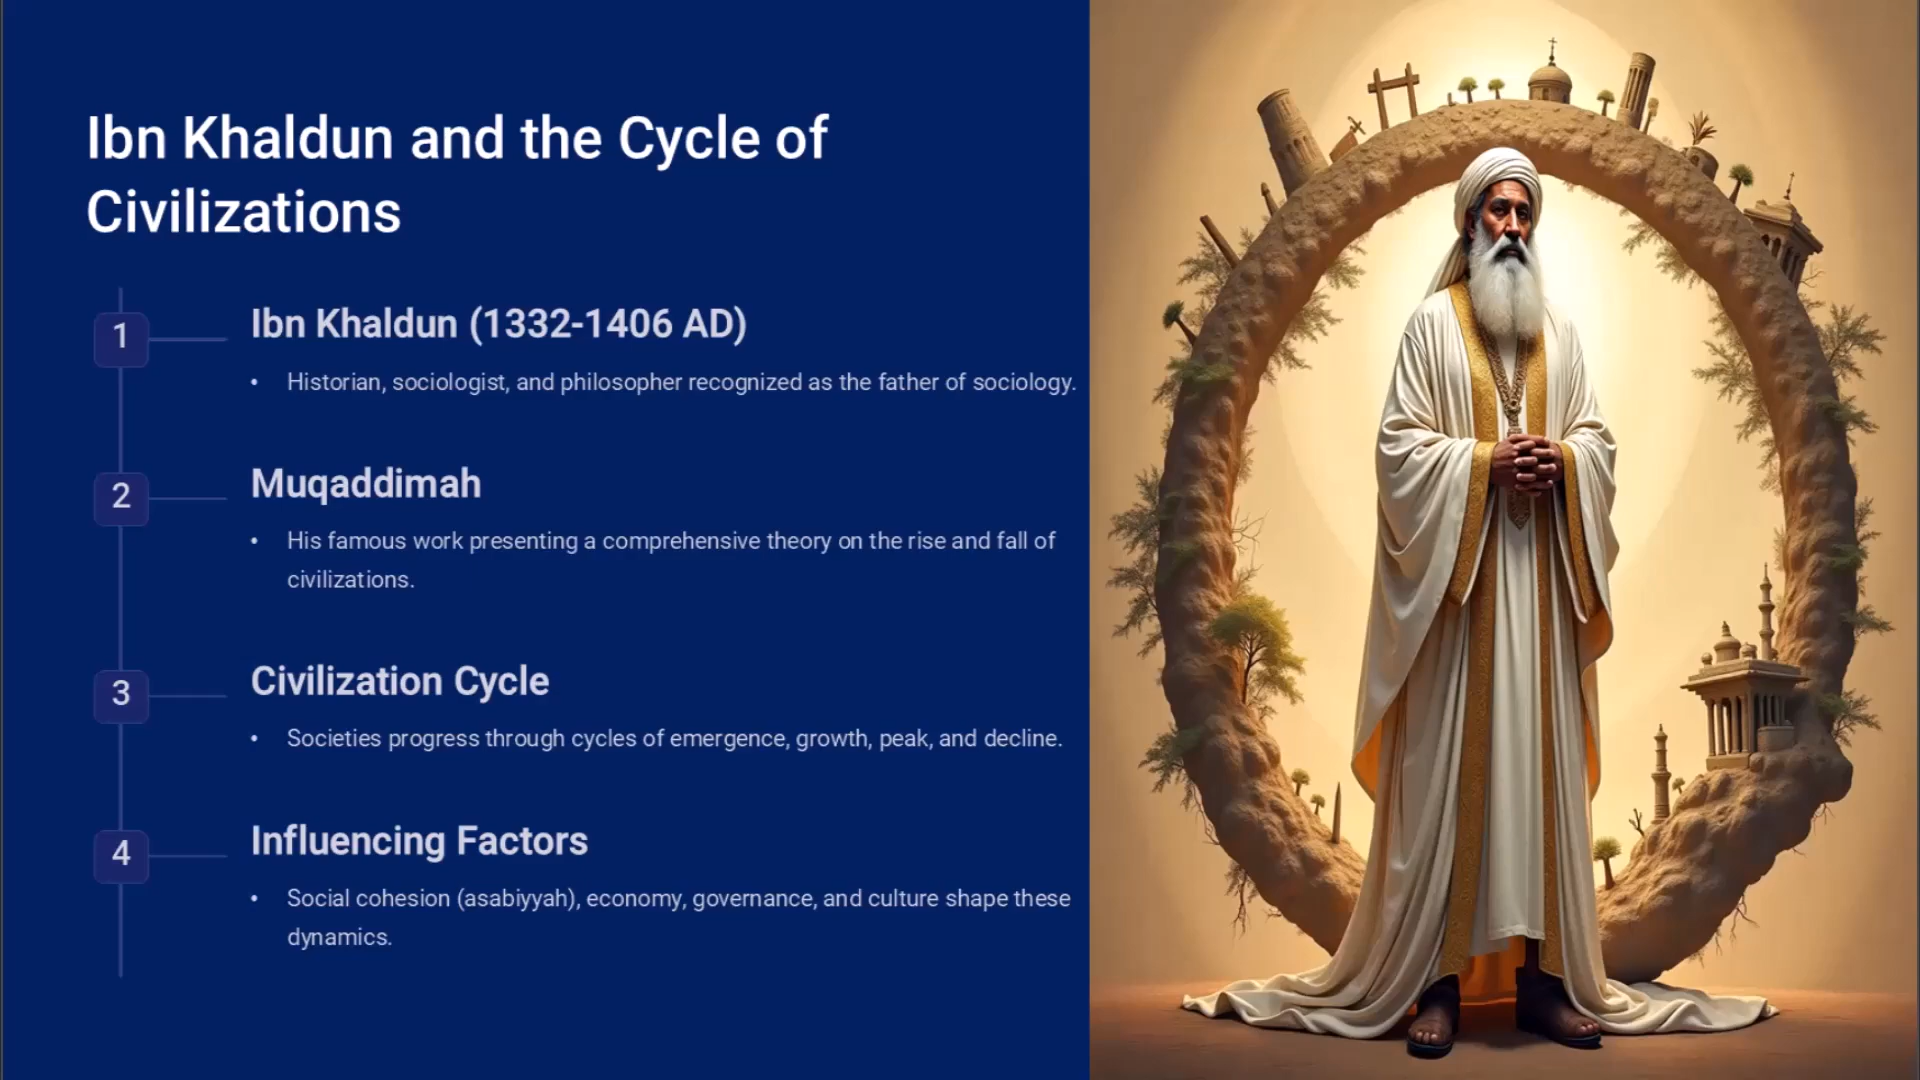 Ibn Khaldun and the Cycle of
Civilizations
1
Ibn Khaldun (1332-1406 AD)
• Historian, sociologist, and philosopher recognized as the father of sociology.
2
Muqaddimah
• His famous work presenting a comprehensive theory on the rise and fall of
civilizations.
3
Civilization Cycle
• Societies progress through cycles of emergence, growth, peak, and decline.
4
Influencing Factors
• Social cohesion (asabiyyah), economy, governance, and culture shape these
dynamics.